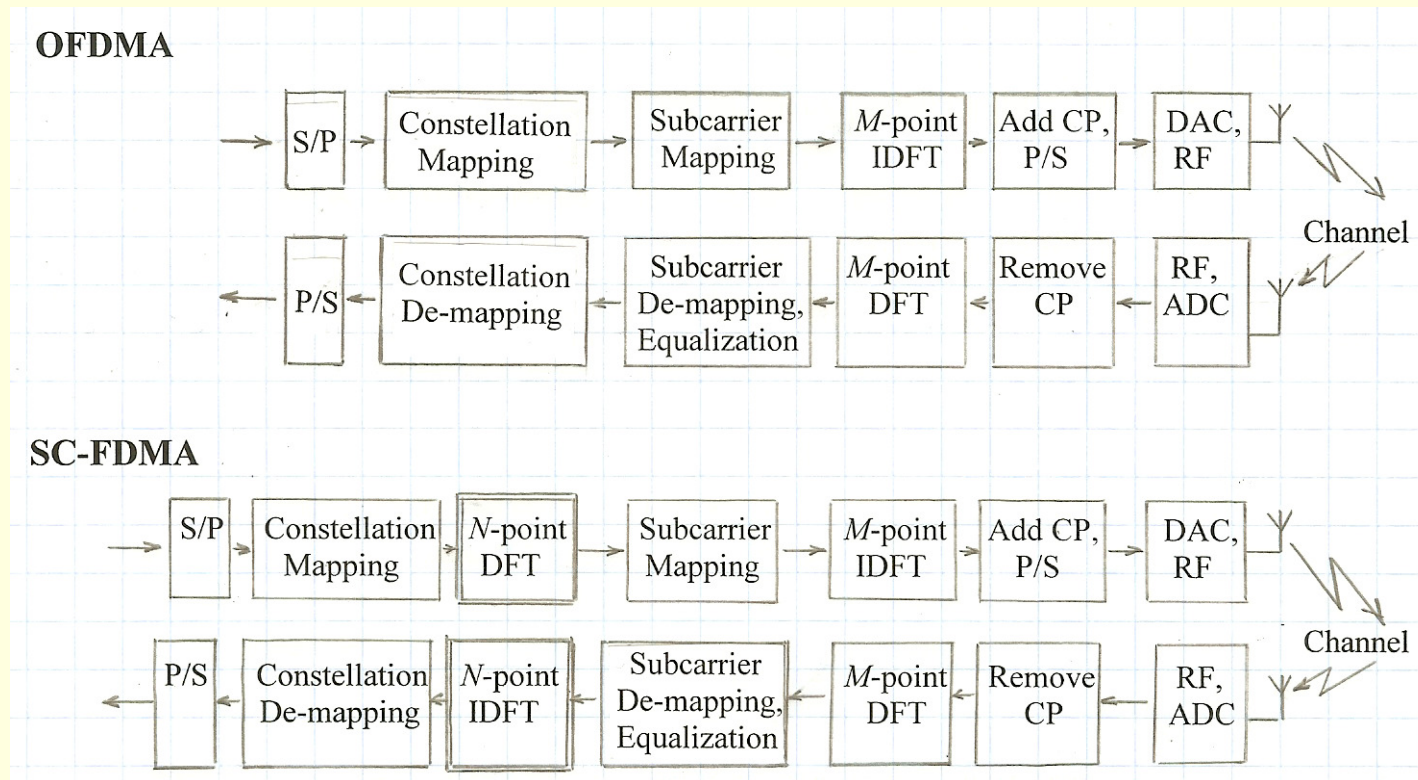 OFDMA
S/P
Constellation
Mapping
Subcarrier
Mapping
M-point
IDFT
Add CP,
P/S
DAC,
RF
Channel
P/S
Constellation
De-mapping
Subcarrier
De-mapping,
Equalization
M-point
DFT
Remove
CP
RF,
ADC
SC-FDMA
S/P
Constellation
Mapping
N-point
DFT
Subcarrier
Mapping
M-point
IDFT
Add CP,
P/S
DAC,
RF
Channel
P/S
Constellation
De-mapping
N-point
IDFT
Subcarrier
De-mapping,
Equalization
M-point
DFT
Remove
CP
RF,
ADC